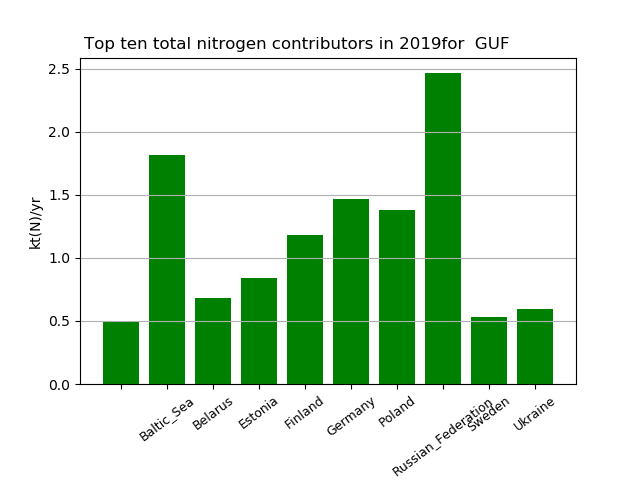 Top ten total nitrogen contributors in 2019for  GUF
kt(N)/yr
2.5
2.0
1.5
1.0
0.5
0.0
Baltic_Sea
Belarus
Estonia
Finland
Germany
Poland
Russian_Federation
Sweden
Ukraine